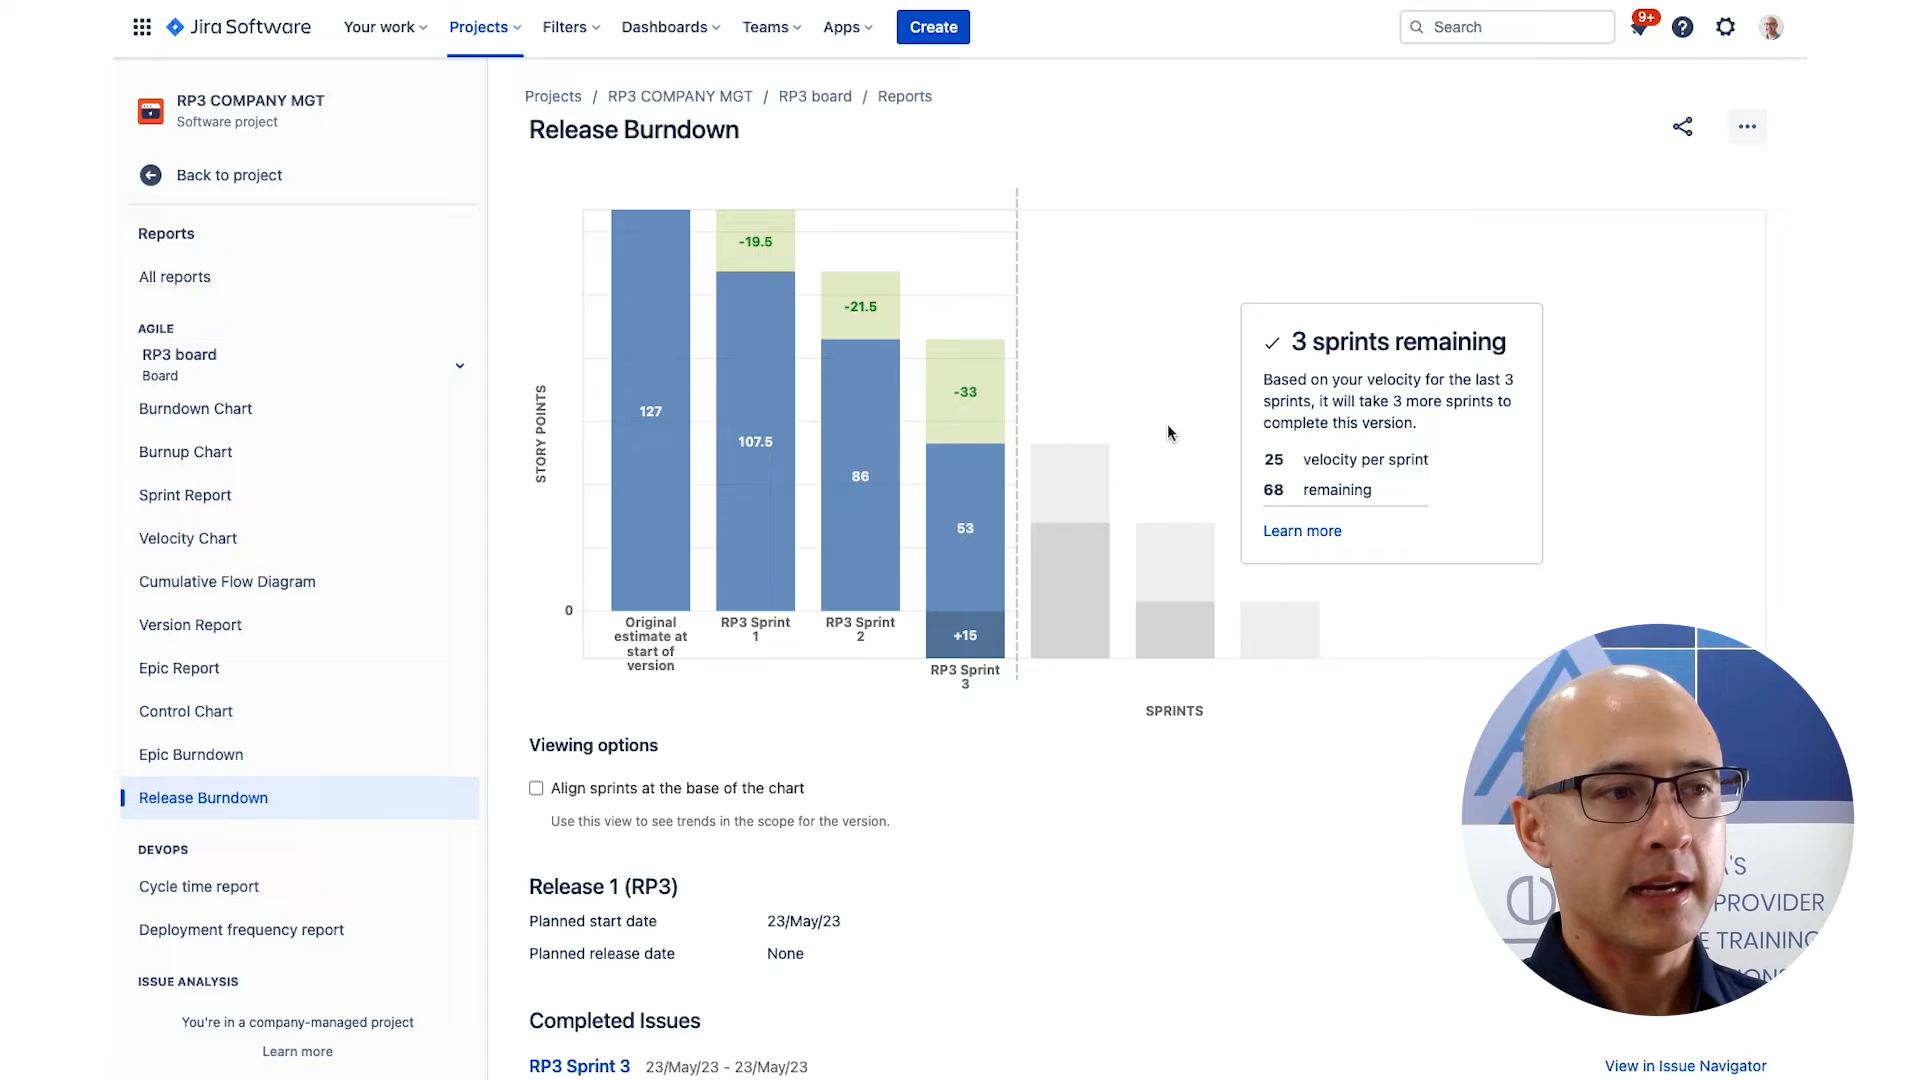 Jira Software
Your work
Projects
Filters
Dashboards
Teams
Apps
Create
Search
9+
RP3 COMPANY MGT
Software project
Back to project
Reports
All reports
AGILE
RP3 board
Board
Burndown Chart
Burnup Chart
Sprint Report
Velocity Chart
Cumulative Flow Diagram
Version Report
Epic Report
Control Chart
Epic Burndown
Release Burndown
DEVOPS
Cycle time report
Deployment frequency report
ISSUE ANALYSIS
You're in a company-managed project
Learn more
Projects / RP3 COMPANY MGT / RP3 board / Reports
Release Burndown
STORY POINTS
0
127
-19.5
107.5
-21.5
86
-33
53
+15
Original
estimate at
start of
version
RP3 Sprint
1
RP3 Sprint
2
RP3 Sprint
3
SPRINTS
3 sprints remaining
Based on your velocity for the last 3
sprints, it will take 3 more sprints to
complete this version.
25 velocity per sprint
68 remaining
Learn more
Viewing options
Align sprints at the base of the chart
Use this view to see trends in the scope for the version.
Release 1 (RP3)
Planned start date 23/May/23
Planned release date None
Completed Issues
RP3 Sprint 3 23/May/23 - 23/May/23
View in Issue Navigator
'S
PROVIDER
E TRAINING